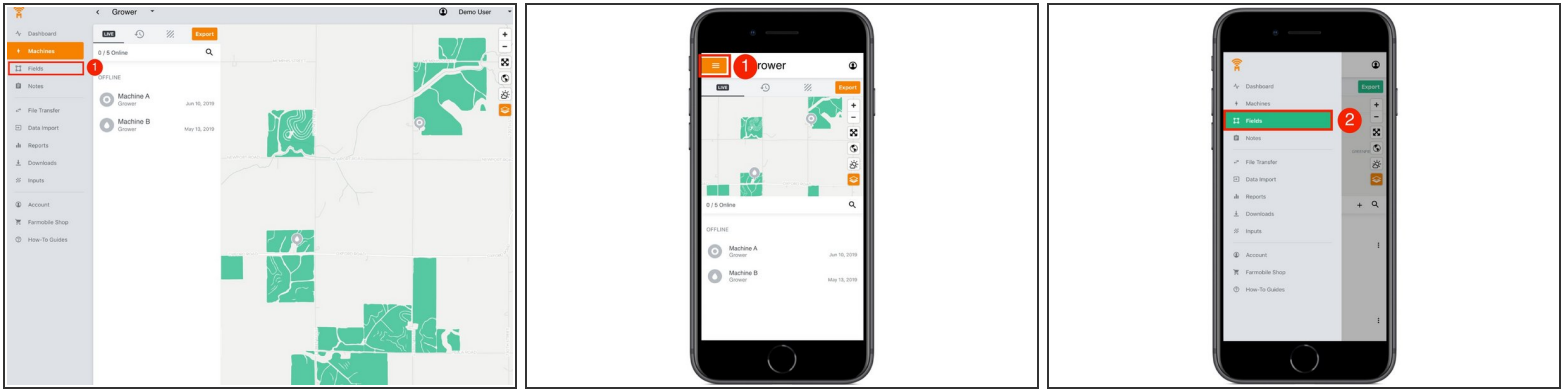 Grower
Demo User
Dashboard
Machines
Fields
1
Notes
File Transfer
Data Import
Reports
Downloads
Inputs
Account
Farmobile Shop
How-To Guides
LIVE
Export
0 / 5 Online
OFFLINE
Machine A
Grower
Jun 10, 2019
Machine B
Grower
May 13, 2019
+
-
1
rower
LIVE
Export
+
-
0 / 5 Online
OFFLINE
Machine A
Grower
Jun 10, 2019
Machine B
Grower
May 13, 2019
Dashboard
Export
Machines
Fields
2
Notes
File Transfer
Data Import
Reports
Downloads
Inputs
Account
Farmobile Shop
How-To Guides
+
-
+